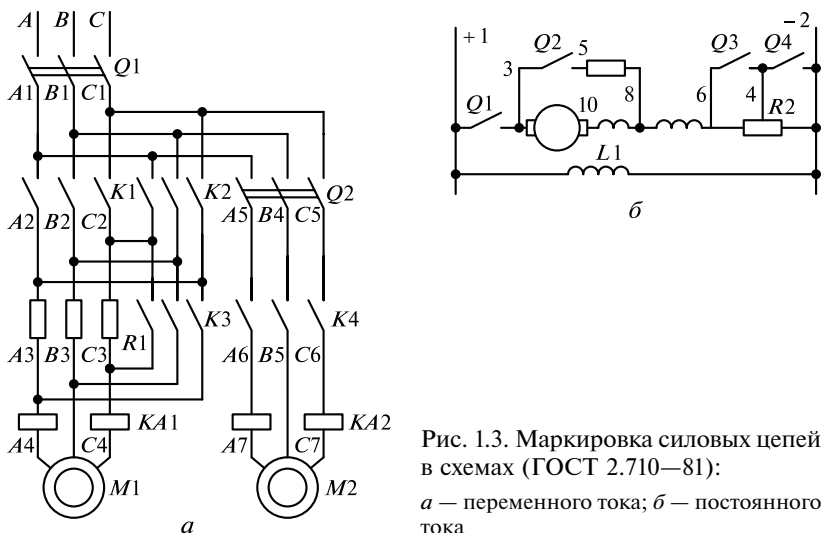 A B C
Q1
A1 B1 C1
K1 K2 Q2
A2 B2 C2 A5 B4 C5
R1 K3 K4
A3 B3 C3 A6 B5 C6
KA1 KA2
A4 C4 A7 C7
M1 M2
а
+1 −2
Q2 5 Q3 Q4
3
Q1 10 8 6 4 R2
L1
б
Рис. 1.3. Маркировка силовых цепей
в схемах (ГОСТ 2.710—81):
а — переменного тока; б — постоянного
тока